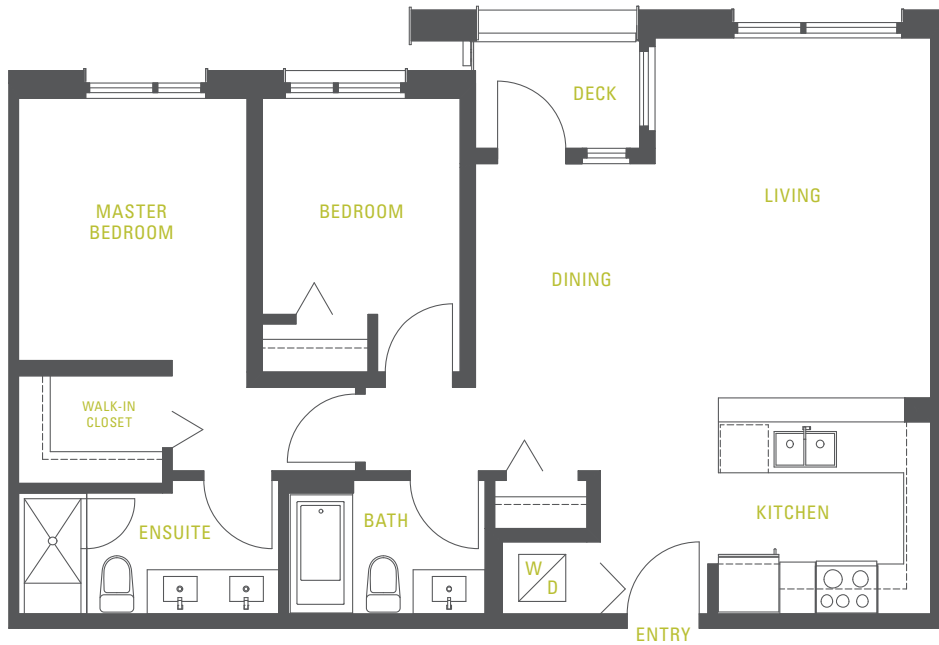 DECK
LIVING
MASTER
BEDROOM
BEDROOM
DINING
WALK-IN
CLOSET
ENSUITE
BATH
KITCHEN
W
D
ENTRY